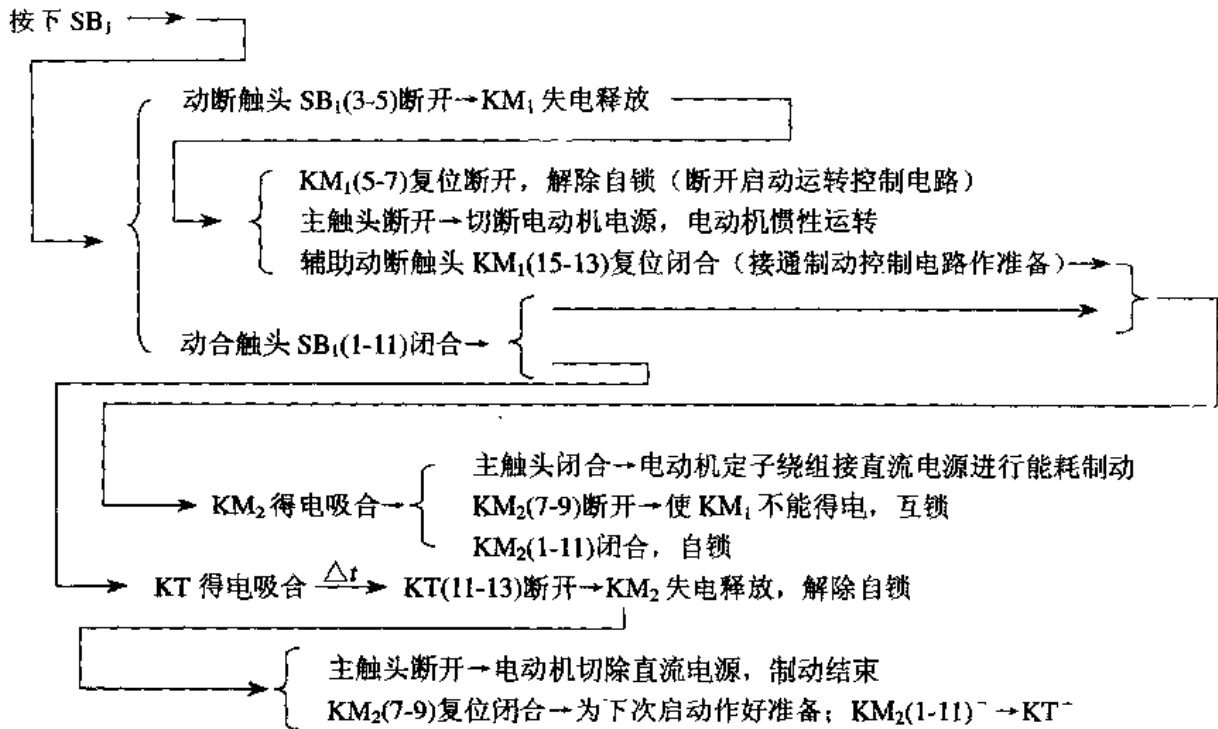 接下 SB₁ →
动断触头 SB₁(3-5)断开→KM₁ 失电释放
KM₁(5-7)复位断开，解除自锁（断开启动运转控制电路）
主触头断开→切断电动机电源，电动机惯性运转
辅助动断触头 KM₁(15-13)复位闭合（接通制动控制电路作准备）→
动合触头 SB₁(1-11)闭合→
主触头闭合→电动机定子绕组接直流电源进行能耗制动
KM₂ 得电吸合→
KM₂(7-9)断开→使 KM₁ 不能得电，互锁
KM₂(1-11)闭合，自锁
KT 得电吸合 △t→ KT(11-13)断开→KM₂ 失电释放，解除自锁
主触头断开→电动机切除直流电源，制动结束
KM₂(7-9)复位闭合→为下次启动作好准备；KM₂(1-11)⁻→KT⁻